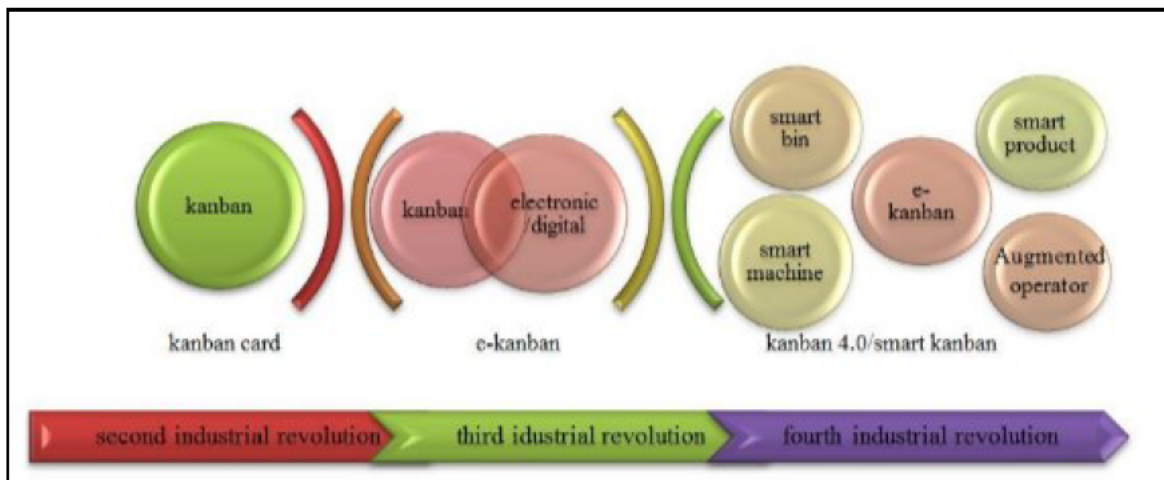 kanban
kanban
electronic
/digital
smart
bin
smart
machine
e-
kanban
smart
product
Augmented
operator
kanban card
e-kanban
kanban 4.0/smart kanban
second industrial revolution
third idustrial revolution
fourth industrial revolution